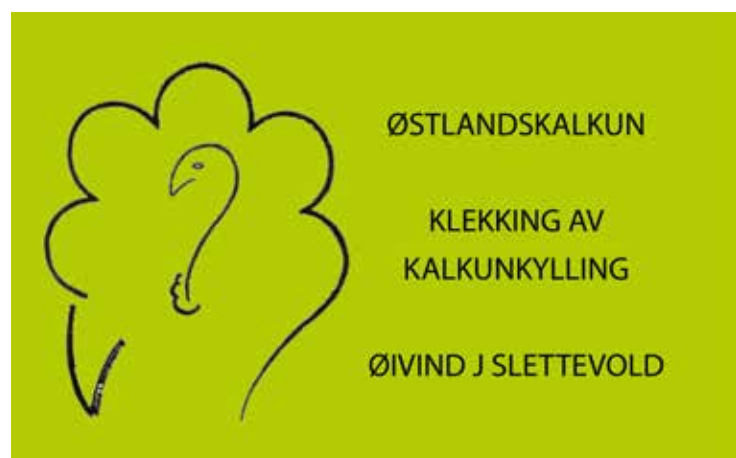 ØSTLANDSKALKUN
KLEKKING AV
KALKUNKYLLING
ØIVIND J SLETTEVOLD